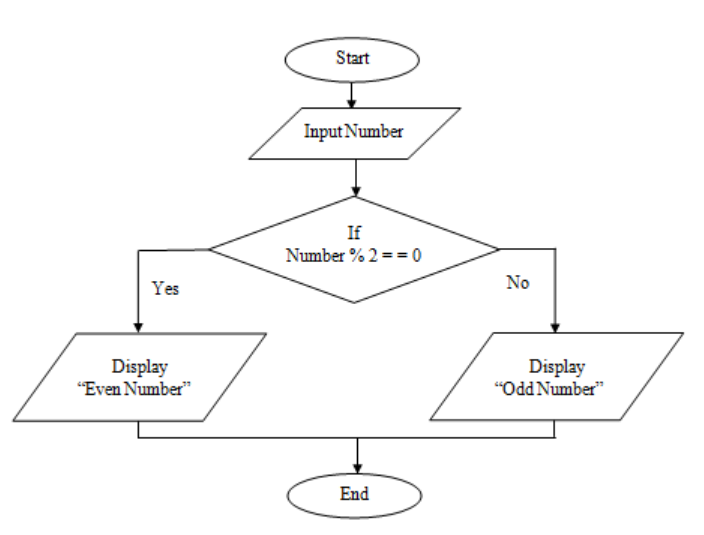 Start
Input Number
If
Number % 2 = = 0
Yes
No
Display
“Even Number”
Display
“Odd Number”
End